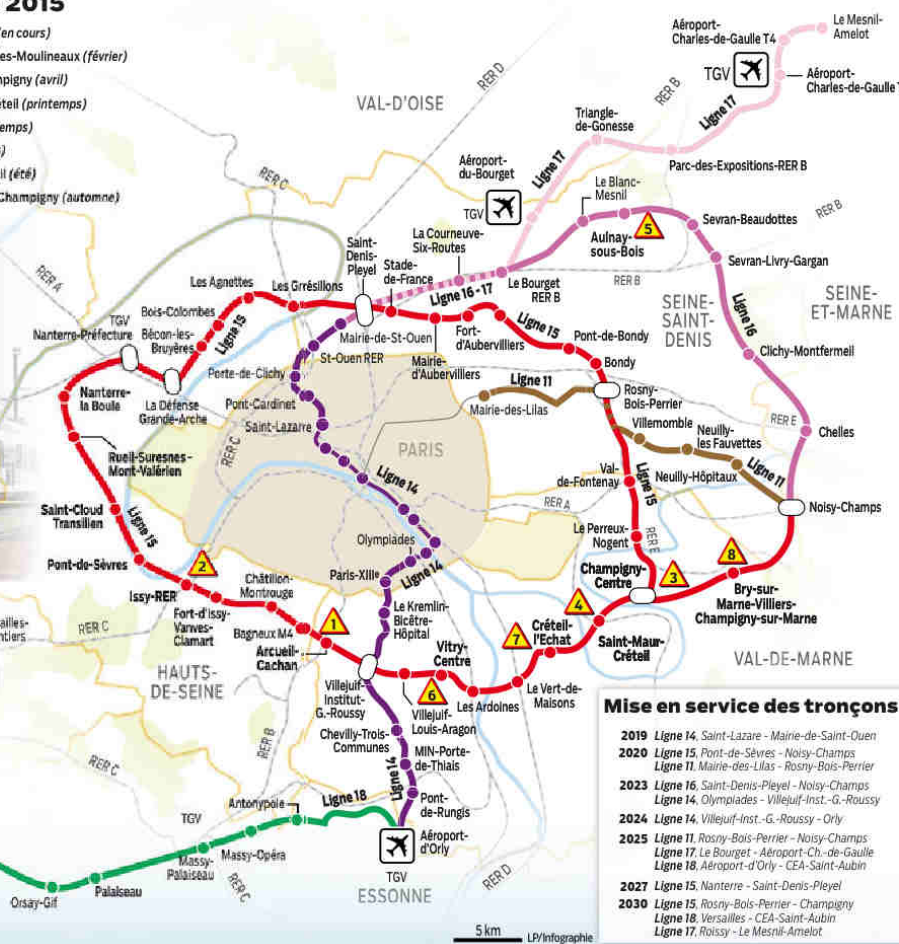 2015
(en cours)
es-Moulineaux (février)
mpigny (avril)
éteil (printemps)
emps)
il (été)
Champigny (automne)
VAL-D'OISE
RER D
RER C
RER A
RER B
Aéroport-
Charles-de-Gaulle T4
Le Mesnil-
Amelot
TGV
Aéroport-
Charles-de-Gaulle
Ligne 17
Triangle-
de-Gonesse
Parc-des-Expositions-RER B
Ligne 17
Aéroport-
du-Bourget
TGV
Le Blanc-
Mesnil
Aulnay-
sous-Bois
5
Sevran-Beaudottes
RER B
Sevran-Livry-Gargan
La Courneuve-
Six-Routes
Le Bourget
RER B
RER B
Ligne 16 - 17
Saint-
Denis-
Pleyel
Stade-
de-France
Les Agnettes
Les Grésillons
Bois-Colombes
Bécon-les-
Bruyères
Ligne 15
TGV
Nanterre-Préfecture
La Défense
Grande-Arche
Nanterre-
la Boule
Rueil-Suresnes-
Mont-Valérien
Saint-Cloud
Transilien
Ligne 15
Pont-de-Sèvres
Mairie-de-St-Ouen
St-Ouen RER
Porte-de-Clichy
Pont-Cardinet
Saint-Lazarre
RER C
Mairie-
d'Aubervilliers
Fort-
d'Aubervilliers
Ligne 15
Pont-de-Bondy
Bondy
SEINE-
SAINT-
DENIS
SEINE-
ET-MARNE
Ligne 16
Clichy-Montfermeil
RER E
Chelles
Ligne 11
Mairie-des-Lilas
Rosny-
Bois-Perrier
Villemomble
Neuilly-
les Fauvettes
Neuilly-Hôpitaux
Ligne 11
Noisy-Champs
PARIS
Ligne 14
Val-
de-Fontenay
Ligne 15
RER A
RER E
Le Perreux-
Nogent
Champigny-
Centre
3
8
Bry-sur-
Marne-Villiers-
Champigny-sur-Marne
4
Saint-Maur-
Créteil
VAL-DE-MARNE
Olympiades
Ligne 14
Paris-XIIIe
Le Kremlin-
Bicêtre-
Hôpital
2
Issy-RER
Fort-d'Issy-
Vanves-
Clamart
Châtillon-
Montrouge
Bagneux M4
1
Arcueil-
Cachan
ailles-
ntiers
RER C
HAUTS-
DE-SEINE
Villejuif-
Institut-
G.-Roussy
Vitry-
Centre
6
Villejuif-
Louis-Aragon
Les Ardoines
7
Créteil-
l'Echat
Le Vert-de-
Maisons
Chevilly-Trois-
Communes
MIN-Porte-
de-Thiais
Ligne 14
Pont-
de-Rungis
RER B
RER C
Aéroport-
d'Orly
TGV
ESSONNE
RER D
Antonypole
Ligne 18
TGV
Massy-Opéra
Massy-
Palaiseau
RER C
Palaiseau
Orsay-Gif
5 km
LP/Infographie
Mise en service des tronçons
2019 Ligne 14, Saint-Lazare - Mairie-de-Saint-Ouen
2020 Ligne 15, Pont-de-Sèvres - Noisy-Champs
Ligne 11, Mairie-des-Lilas - Rosny-Bois-Perrier
2023 Ligne 16, Saint-Denis-Pleyel - Noisy-Champs
Ligne 14, Olympiades - Villejuif-Inst.-G.-Roussy
2024 Ligne 14, Villejuif-Inst.-G.-Roussy - Orly
2025 Ligne 11, Rosny-Bois-Perrier - Noisy-Champs
Ligne 17, Le Bourget - Aéroport-Ch.-de-Gaulle
Ligne 18, Aéroport-d'Orly - CEA-Saint-Aubin
2027 Ligne 15, Nanterre - Saint-Denis-Pleyel
2030 Ligne 15, Rosny-Bois-Perrier - Champigny
Ligne 18, Versailles - CEA-Saint-Aubin
Ligne 17, Roissy - Le Mesnil-Amelot